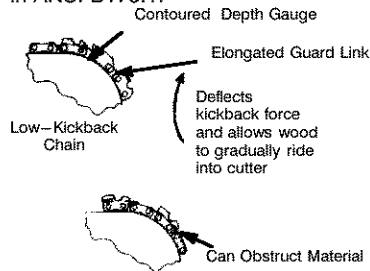 in ANSI B175.1.
Contoured Depth Gauge
Elongated Guard Link
Deflects
kickback force
and allows wood
to gradually ride
into cutter
Low–Kickback
Chain
Can Obstruct Material